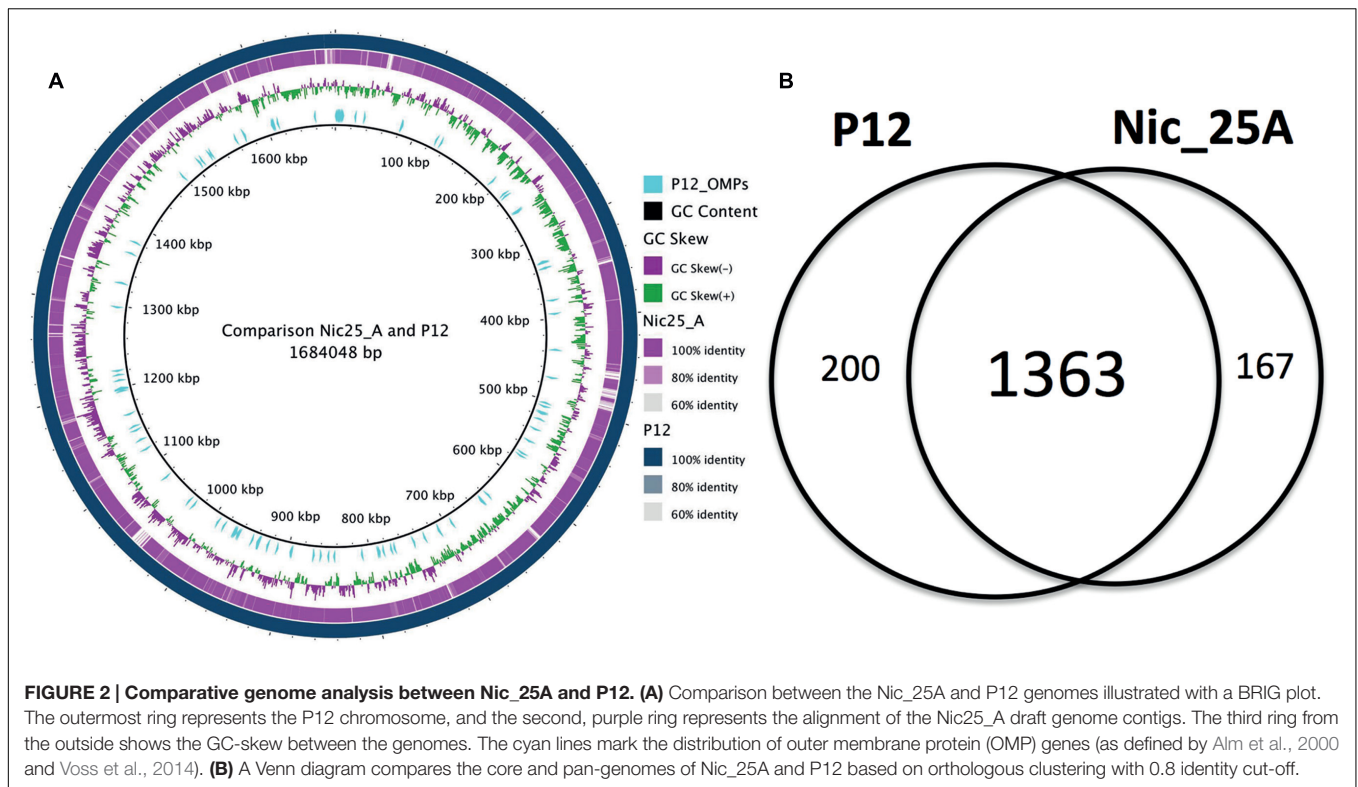 A
100 kbp
200 kbp
300 kbp
400 kbp
500 kbp
600 kbp
700 kbp
800 kbp
900 kbp
1000 kbp
1100 kbp
1200 kbp
1300 kbp
1400 kbp
1500 kbp
1600 kbp
Comparison Nic25_A and P12
1684048 bp
P12_OMPs
GC Content
GC Skew
GC Skew(-)
GC Skew(+)
Nic25_A
100% identity
80% identity
60% identity
P12
100% identity
80% identity
60% identity
B
P12
Nic_25A
200
1363
167
FIGURE 2 | Comparative genome analysis between Nic_25A and P12. (A) Comparison between the Nic_25A and P12 genomes illustrated with a BRIG plot.
The outermost ring represents the P12 chromosome, and the second, purple ring represents the alignment of the Nic25_A draft genome contigs. The third ring from
the outside shows the GC-skew between the genomes. The cyan lines mark the distribution of outer membrane protein (OMP) genes (as defined by Alm et al., 2000
and Voss et al., 2014). (B) A Venn diagram compares the core and pan-genomes of Nic_25A and P12 based on orthologous clustering with 0.8 identity cut-off.